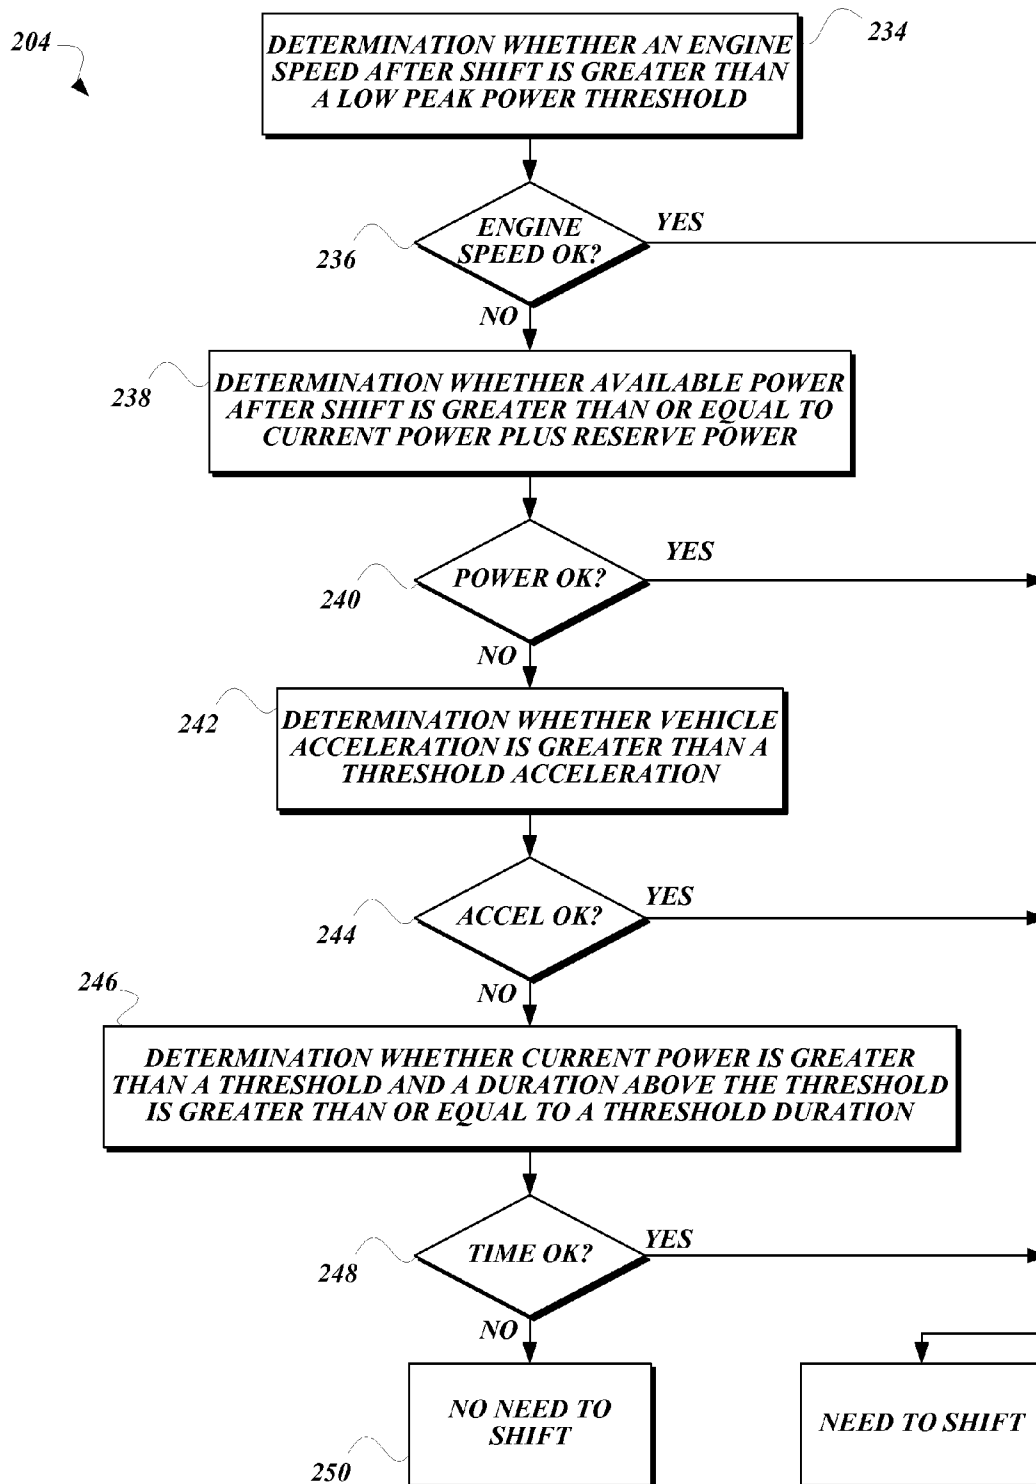 204
234
DETERMINATION WHETHER AN ENGINE
SPEED AFTER SHIFT IS GREATER THAN
A LOW PEAK POWER THRESHOLD
236
ENGINE
SPEED OK?
YES
NO
238
DETERMINATION WHETHER AVAILABLE POWER
AFTER SHIFT IS GREATER THAN OR EQUAL TO
CURRENT POWER PLUS RESERVE POWER
240
POWER OK?
YES
NO
242
DETERMINATION WHETHER VEHICLE
ACCELERATION IS GREATER THAN A
THRESHOLD ACCELERATION
244
ACCEL OK?
YES
NO
246
DETERMINATION WHETHER CURRENT POWER IS GREATER
THAN A THRESHOLD AND A DURATION ABOVE THE THRESHOLD
IS GREATER THAN OR EQUAL TO A THRESHOLD DURATION
248
TIME OK?
YES
NO
250
NO NEED TO
SHIFT
NEED TO SHIFT